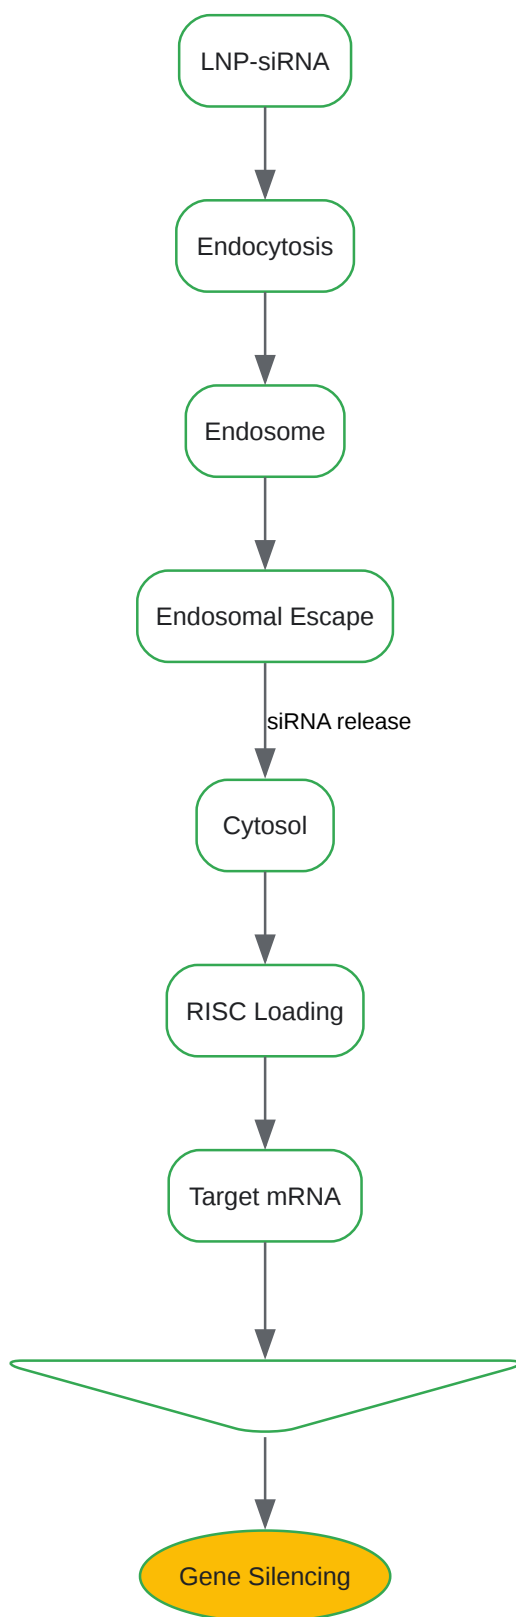 LNP-siRNA
Endocytosis
Endosome
Endosomal Escape
siRNA release
Cytosol
RISC Loading
Target mRNA
Gene Silencing